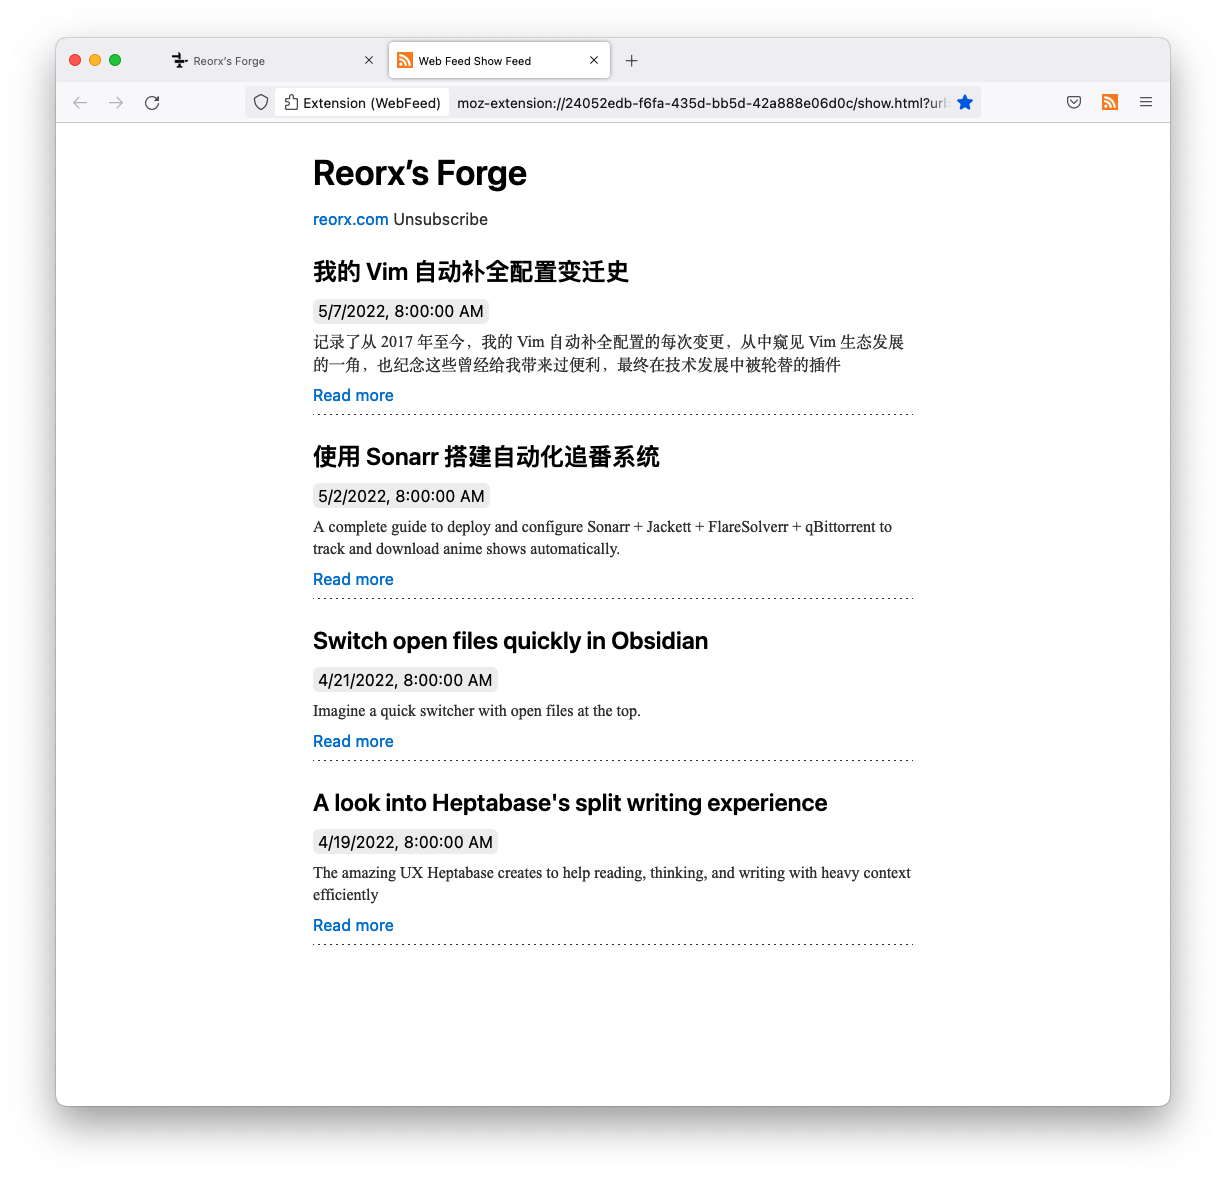 Reorx's Forge
Web Feed Show Feed
Extension (WebFeed)
moz-extension://24052edb-f6fa-435d-bb5d-42a888e06d0c/show.html?url
Reorx’s Forge
reorx.com Unsubscribe
我的 Vim 自动补全配置变迁史
5/7/2022, 8:00:00 AM
记录了从 2017 年至今，我的 Vim 自动补全配置的每次变更，从中窥见 Vim 生态发展
的一角，也纪念这些曾经给我带来过便利，最终在技术发展中被轮替的插件
Read more
使用 Sonarr 搭建自动化追番系统
5/2/2022, 8:00:00 AM
A complete guide to deploy and configure Sonarr + Jackett + FlareSolverr + qBittorrent to
track and download anime shows automatically.
Read more
Switch open files quickly in Obsidian
4/21/2022, 8:00:00 AM
Imagine a quick switcher with open files at the top.
Read more
A look into Heptabase's split writing experience
4/19/2022, 8:00:00 AM
The amazing UX Heptabase creates to help reading, thinking, and writing with heavy context
efficiently
Read more